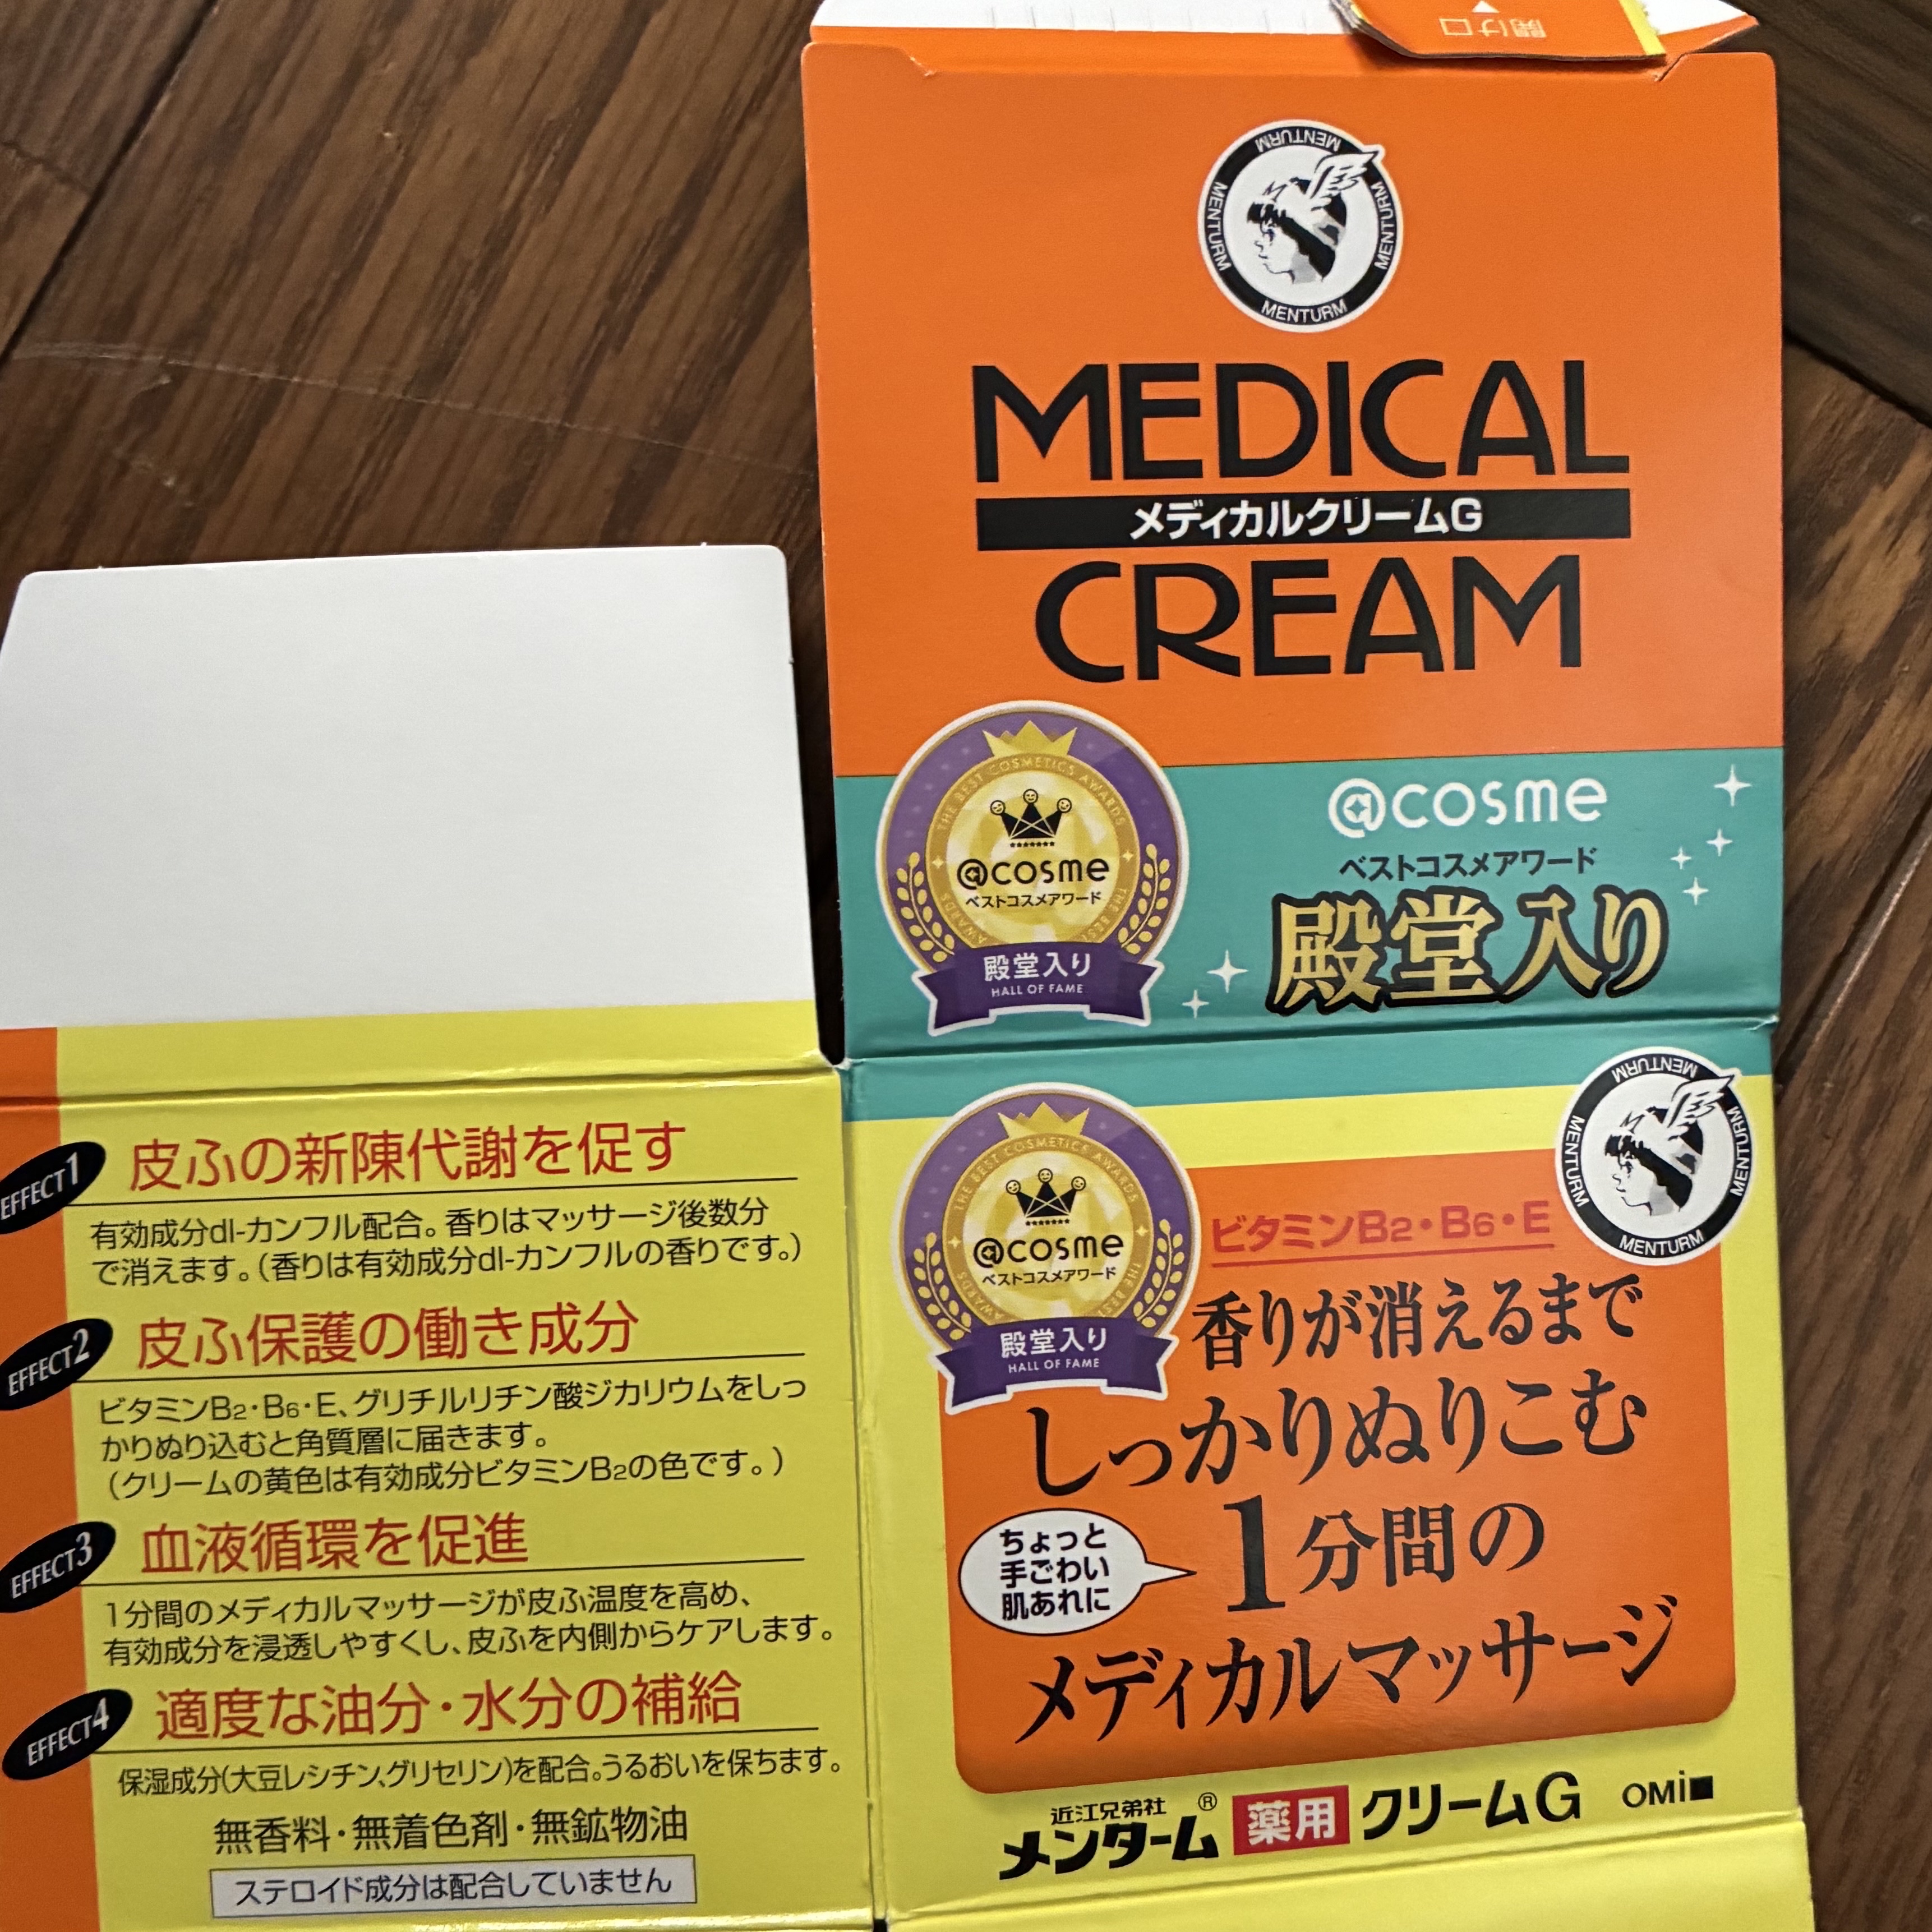 開け口
MENTURM
MENTURM
MENTURM
MENTURM
MEDICAL
メディカルクリームG
CREAM
THE BEST COSMETICS AWARDS
@cosme
ベストコスメアワード
殿堂入り
HALL OF FAME
@cosme
ベストコスメアワード
殿堂入り
THE BEST COSMETICS AWARDS
@cosme
ベストコスメアワード
殿堂入り
HALL OF FAME
MENTURM
MENTURM
MENTURM
MENTURM
ビタミンB2・B6・E
香りが消えるまで
しっかりぬりこむ
1分間の
メディカルマッサージ
ちょっと
手ごわい
肌あれに
近江兄弟社
メンターム® 薬用 クリームG OMi
EFFECT1 皮ふの新陳代謝を促す
有効成分dl-カンフル配合。香りはマッサージ後数分
で消えます。(香りは有効成分dl-カンフルの香りです。)
EFFECT2 皮ふ保護の働き成分
ビタミンB2・B6・E、グリチルリチン酸ジカリウムをしっ
かりぬり込むと角質層に届きます。
(クリームの黄色は有効成分ビタミンB2の色です。)
EFFECT3 血液循環を促進
1分間のメディカルマッサージが皮ふ温度を高め、
有効成分を浸透しやすくし、皮ふを内側からケアします。
EFFECT4 適度な油分・水分の補給
保湿成分(大豆レシチン、グリセリン)を配合。うるおいを保ちます。
無香料・無着色剤・無鉱物油
ステロイド成分は配合していません